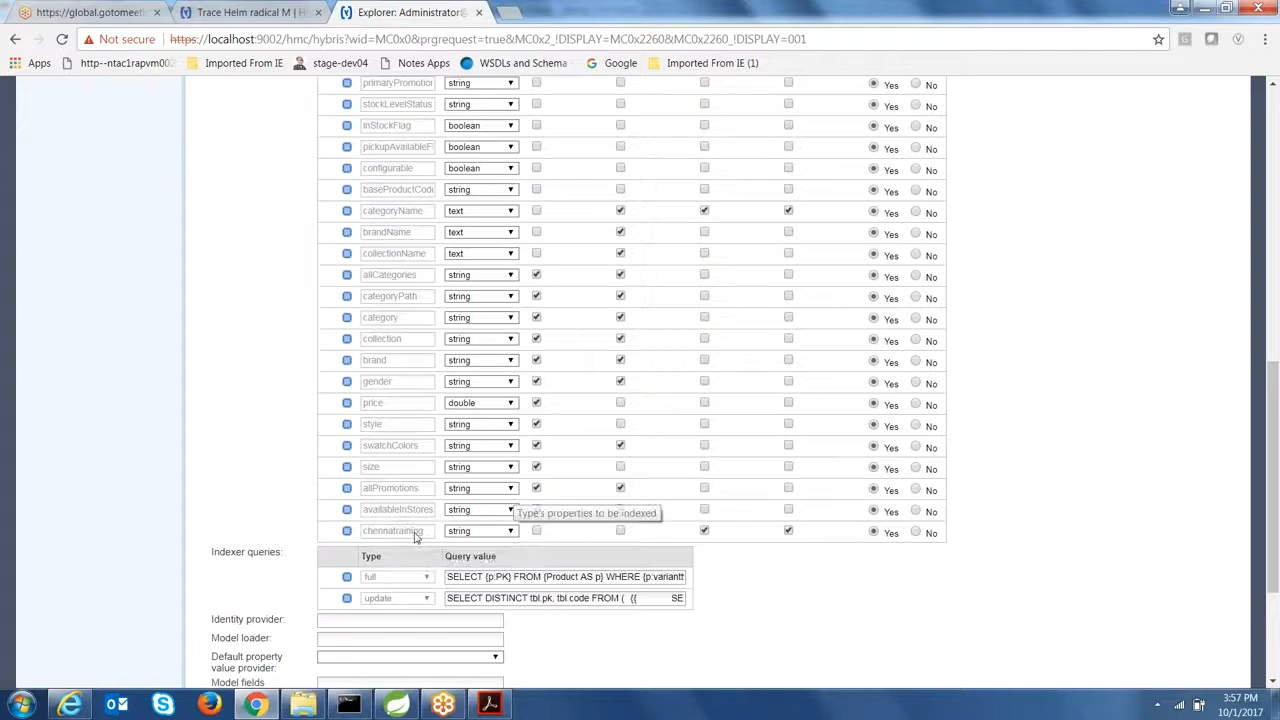 https://global.gotomeeti
Trace Helm radical M | H
Explorer: Administrator@
Not secure https://localhost:9002/hmc/hybris?wid=MC0x0&prgrequest=true&MC0x2_!DISPLAY=MC0x2260&MC0x2260_!DISPLAY=001
Apps http--ntac1rapvm002 Imported From IE stage-dev04 Notes Apps WSDLs and Schema Google Imported From IE (1)
primaryPromotion string Yes No
stockLevelStatus string Yes No
inStockFlag boolean Yes No
pickupAvailableF boolean Yes No
configurable boolean Yes No
baseProductCode string Yes No
categoryName text Yes No
brandName text Yes No
collectionName text Yes No
allCategories string Yes No
categoryPath string Yes No
category string Yes No
collection string Yes No
brand string Yes No
gender string Yes No
price double Yes No
style string Yes No
swatchColors string Yes No
size string Yes No
allPromotions string Yes No
availableInStores string Yes No
Type's properties to be indexed
chennatraining string Yes No
Indexer queries:
Type Query value
full SELECT {p:PK} FROM {Product AS p} WHERE {p:variantt
update SELECT DISTINCT tbl.pk, tbl.code FROM ( {{ SE
Identity provider:
Model loader:
Default property
value provider:
Model fields
3:57 PM
10/1/2017